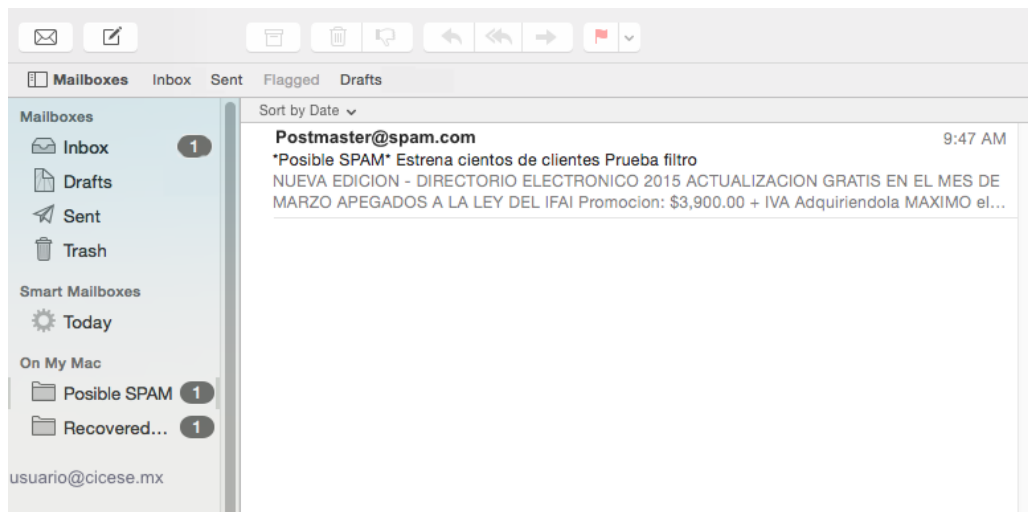 Mailboxes Inbox Sent Flagged Drafts
Mailboxes
Inbox 1
Drafts
Sent
Trash
Smart Mailboxes
Today
On My Mac
Posible SPAM 1
Recovered... 1
usuario@cicese.mx
Sort by Date
Postmaster@spam.com 9:47 AM
*Posible SPAM* Estrena cientos de clientes Prueba filtro
NUEVA EDICION - DIRECTORIO ELECTRONICO 2015 ACTUALIZACION GRATIS EN EL MES DE
MARZO APEGADOS A LA LEY DEL IFAI Promocion: $3,900.00 + IVA Adquiriendola MAXIMO el...